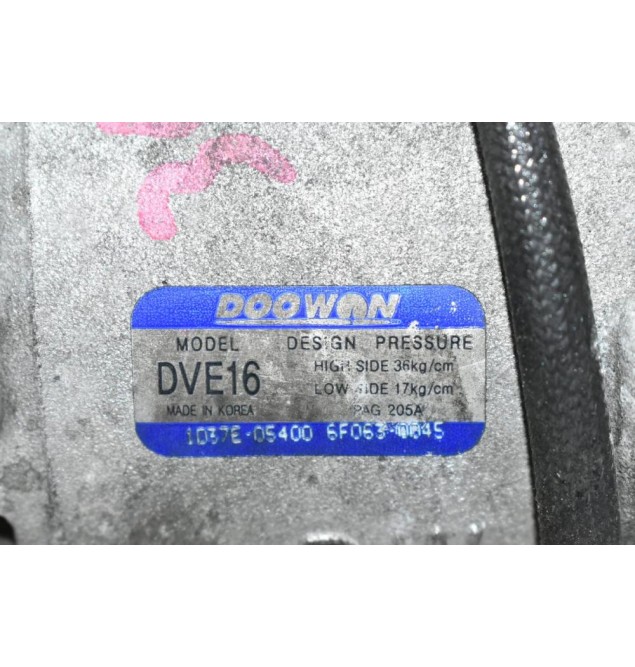 DOOWON
MODEL DESIGN PRESSURE
DVE16 HIGH SIDE 36kg/cm
LOW SIDE 17kg/cm
MADE IN KOREA PAG 205A
1D37E-05400 6F063-0045